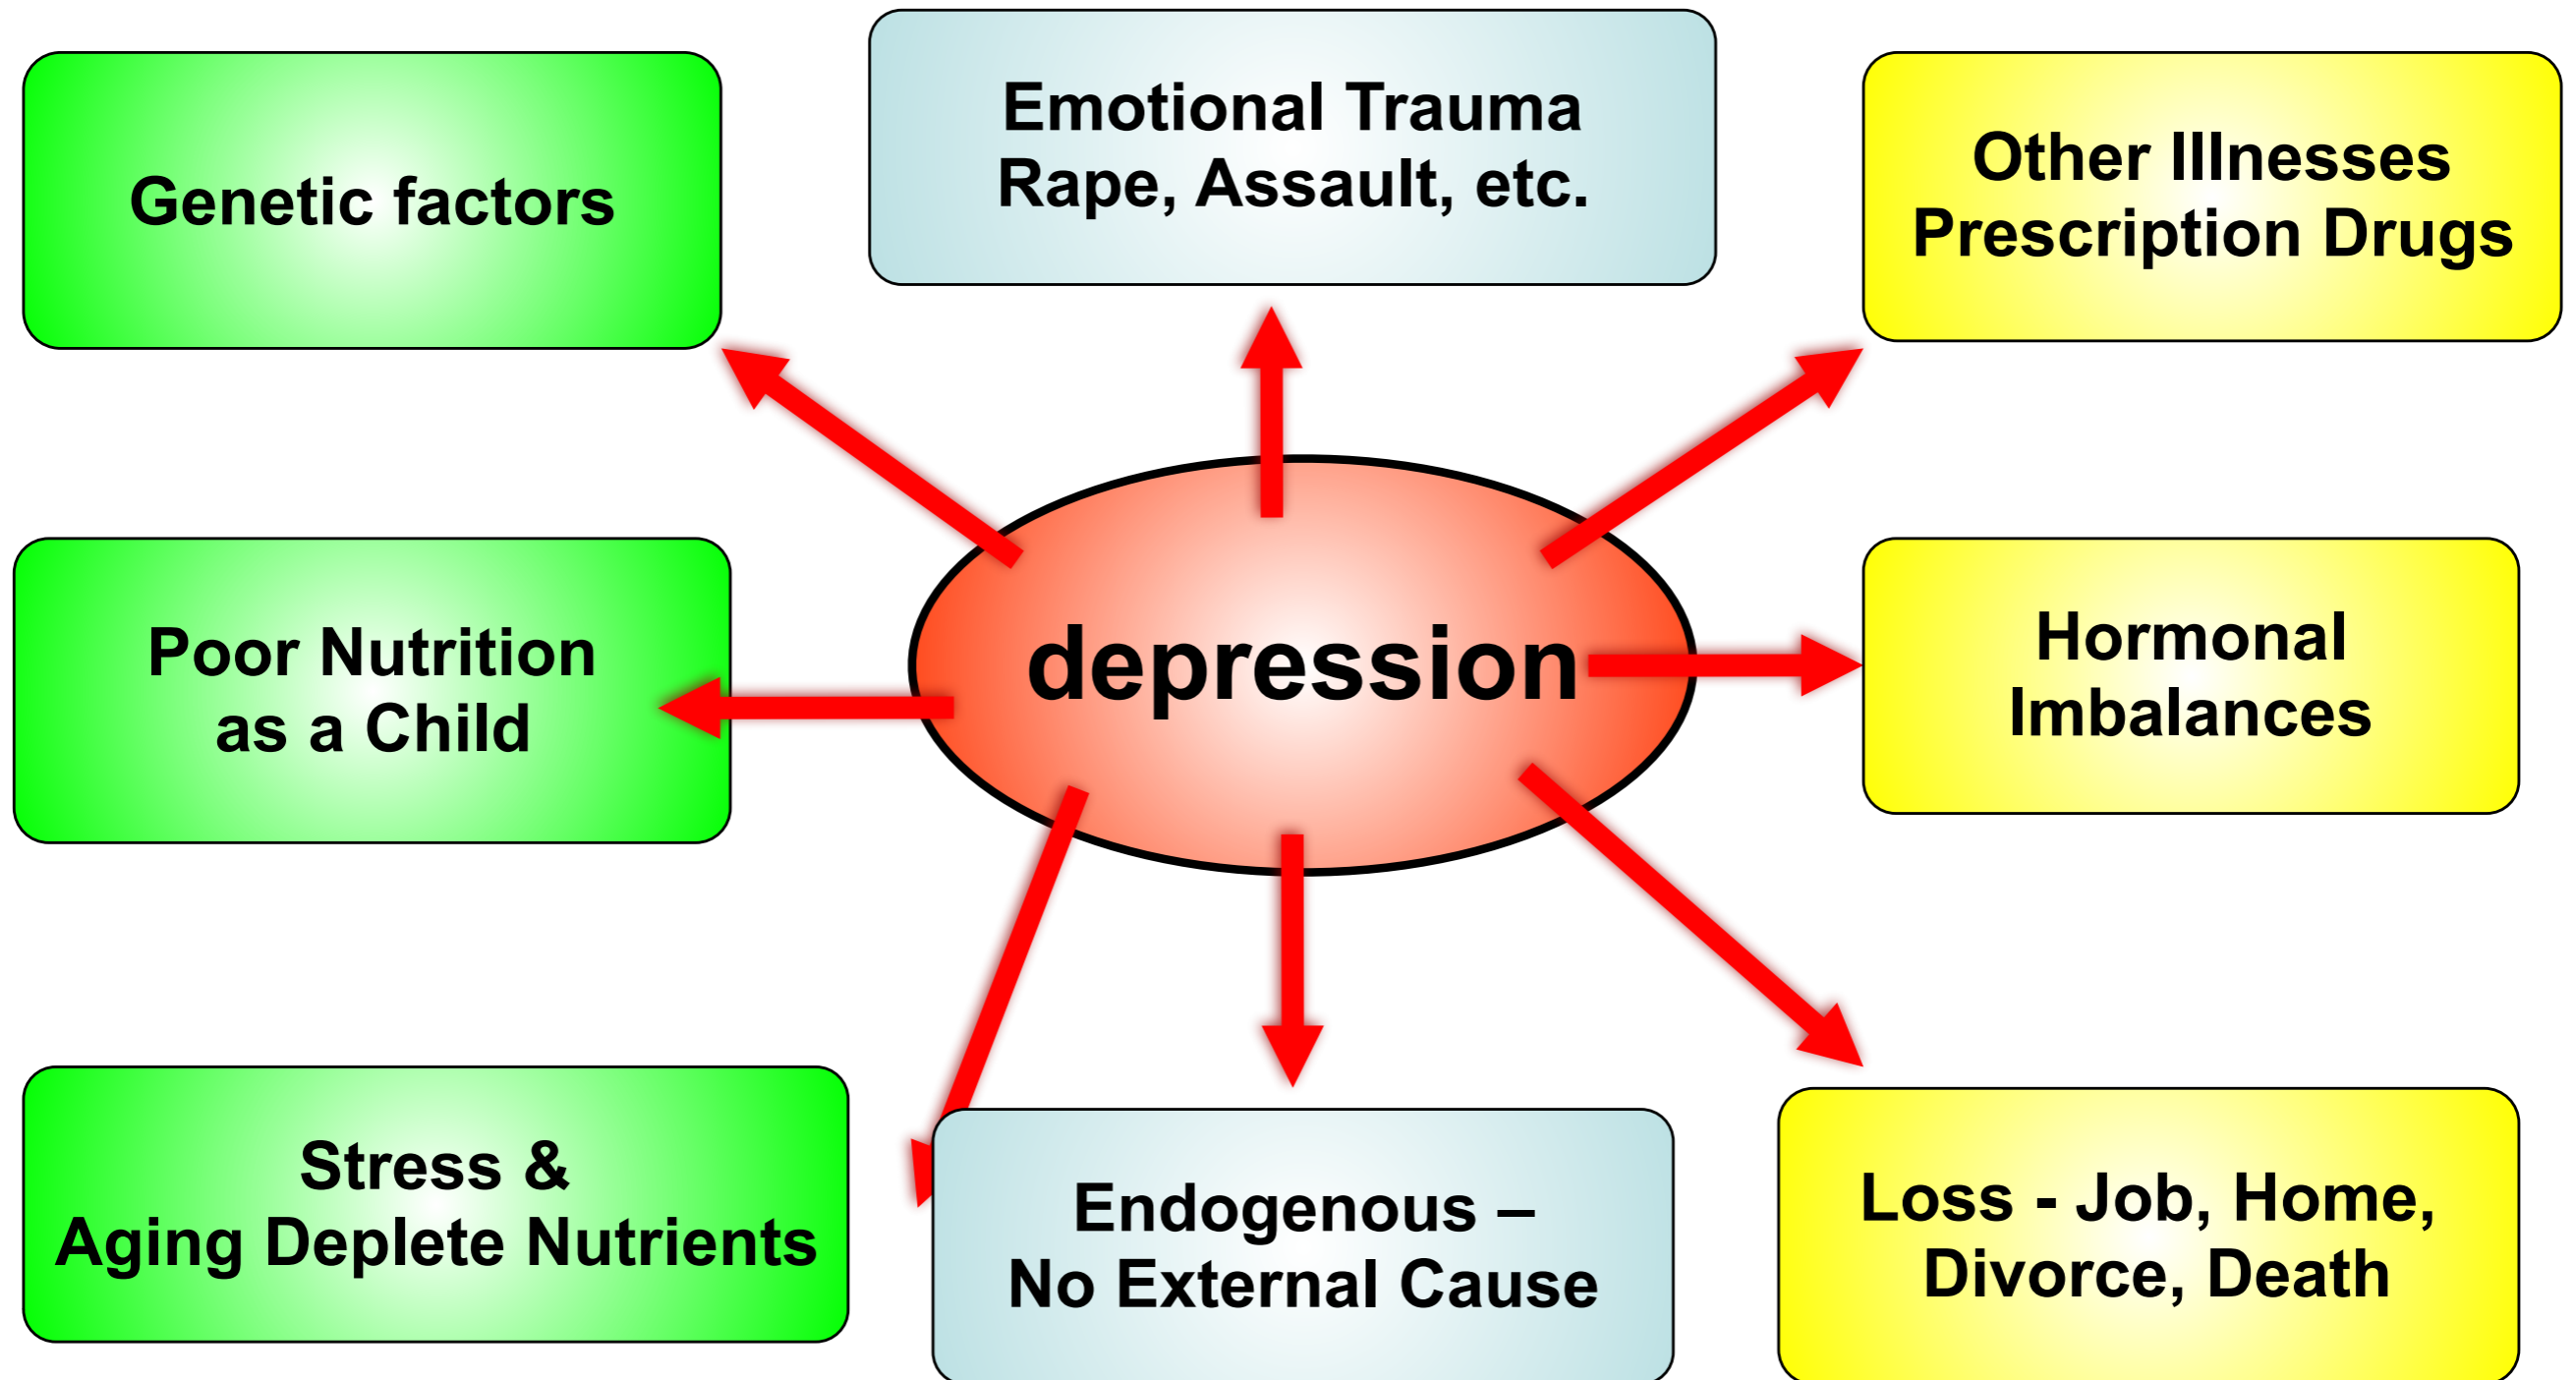 Genetic factors
Emotional Trauma
Rape, Assault, etc.
Other Illnesses
Prescription Drugs
Poor Nutrition
as a Child
depression
Hormonal
Imbalances
Stress &
Aging Deplete Nutrients
Endogenous –
No External Cause
Loss - Job, Home,
Divorce, Death